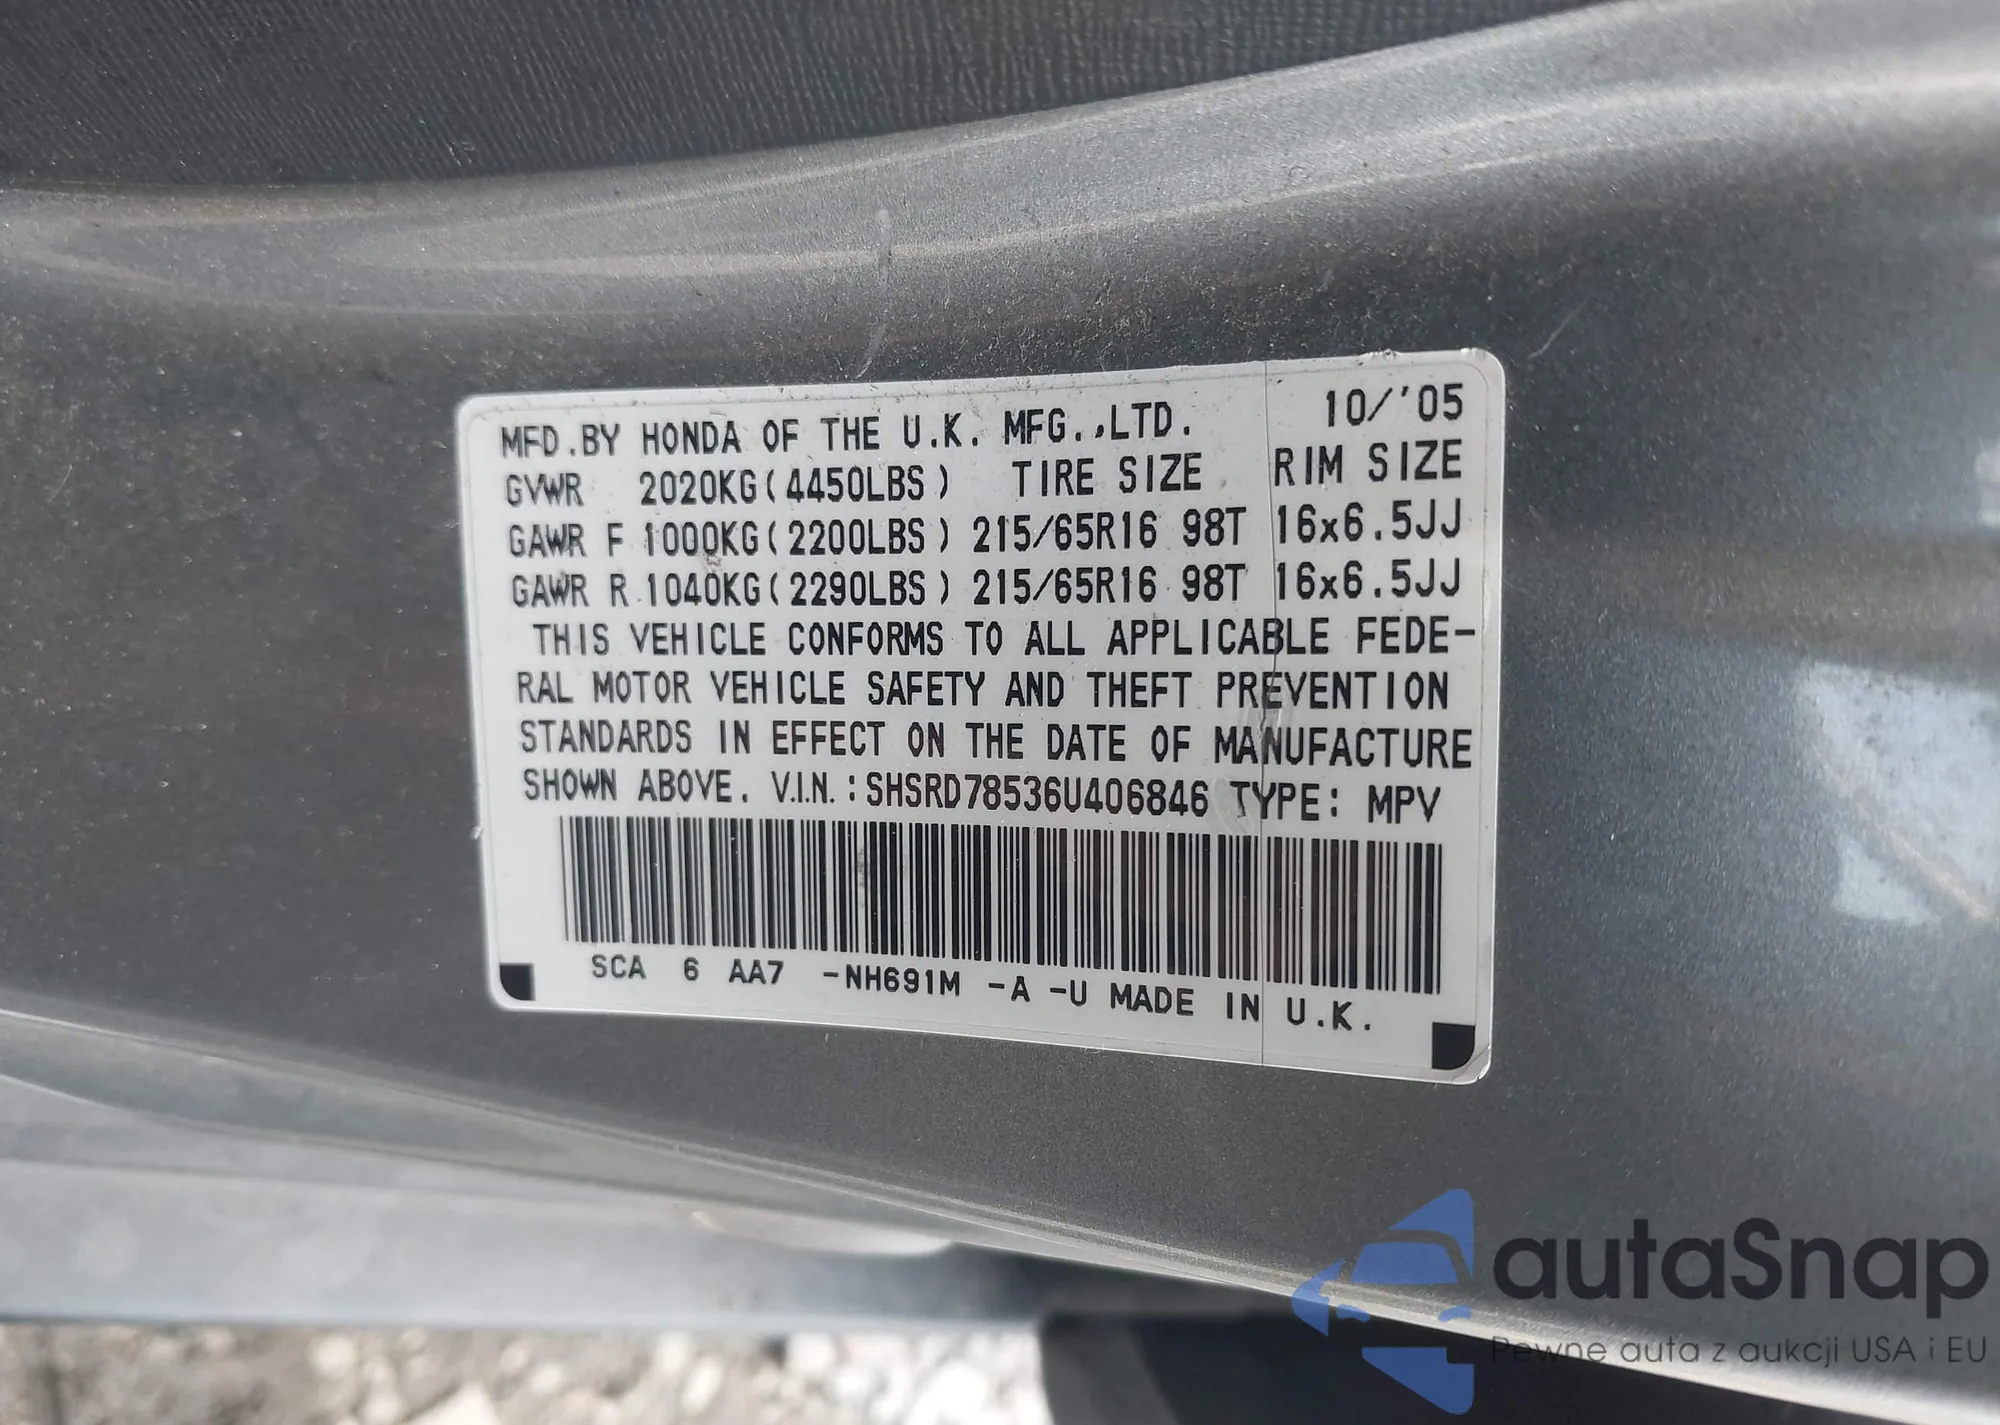 MFD.BY HONDA OF THE U.K. MFG.,LTD. 10/'05
GVWR 2020KG(4450LBS) TIRE SIZE RIM SIZE
GAWR F 1000KG(2200LBS) 215/65R16 98T 16x6.5JJ
GAWR R 1040KG(2290LBS) 215/65R16 98T 16x6.5JJ
THIS VEHICLE CONFORMS TO ALL APPLICABLE FEDE-
RAL MOTOR VEHICLE SAFETY AND THEFT PREVENTION
STANDARDS IN EFFECT ON THE DATE OF MANUFACTURE
SHOWN ABOVE. V.I.N.:SHSRD78536U406846 TYPE: MPV
SCA 6 AA7 -NH691M -A -U MADE IN U.K.
autaSnap
Pewne auta z aukcji USA i EU